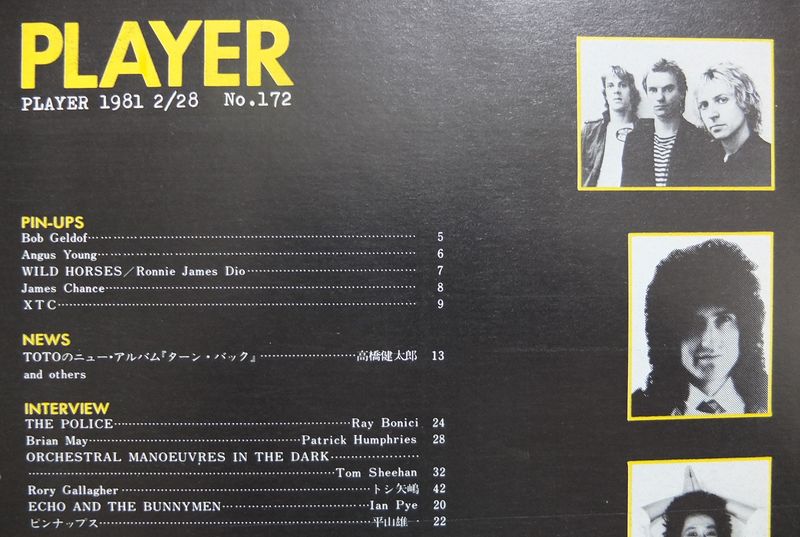 PLAYER
PLAYER 1981 2/28 No.172
PIN-UPS
Bob Geldof 5
Angus Young 6
WILD HORSES／Ronnie James Dio 7
James Chance 8
XTC 9
NEWS
TOTOのニュー・アルバム『ターン・バック』 高橋健太郎 13
and others
INTERVIEW
THE POLICE Ray Bonici 24
Brian May Patrick Humphries 28
ORCHESTRAL MANOEUVRES IN THE DARK
Tom Sheehan 32
Rory Gallagher トシ矢嶋 42
ECHO AND THE BUNNYMEN Ian Pye 20
ピンナップス 平山雄一 22